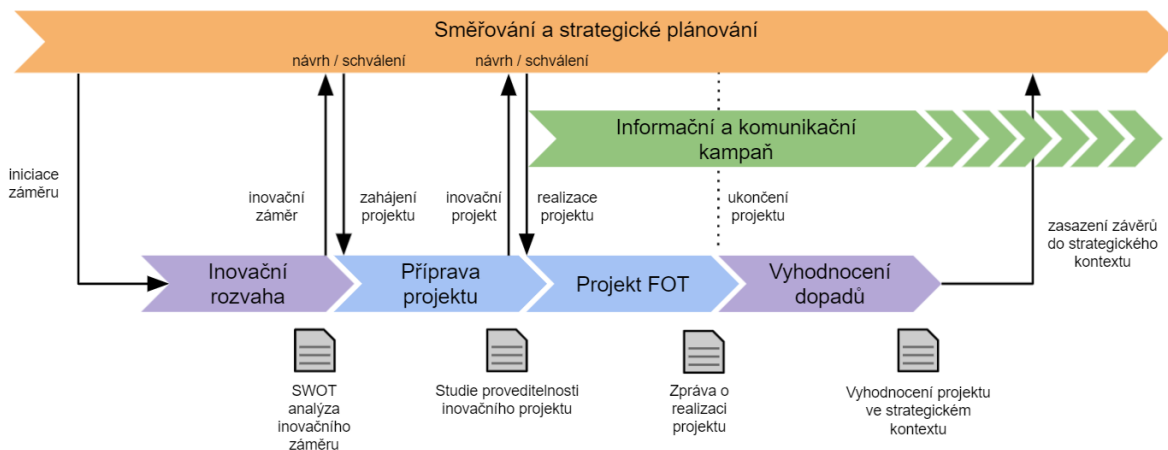 Směřování a strategické plánování
návrh / schválení
návrh / schválení
Informační a komunikační
kampaň
iniciace
záměru
inovační
záměr
zahájení
projektu
inovační
projekt
realizace
projektu
ukončení
projektu
zasazení závěrů
do strategického
kontextu
Inovační
rozvaha
Příprava
projektu
Projekt FOT
Vyhodnocení
dopadů
SWOT
analýza
inovačního
záměru
Studie proveditelnosti
inovačního projektu
Zpráva o
realizaci
projektu
Vyhodnocení projektu
ve strategickém
kontextu